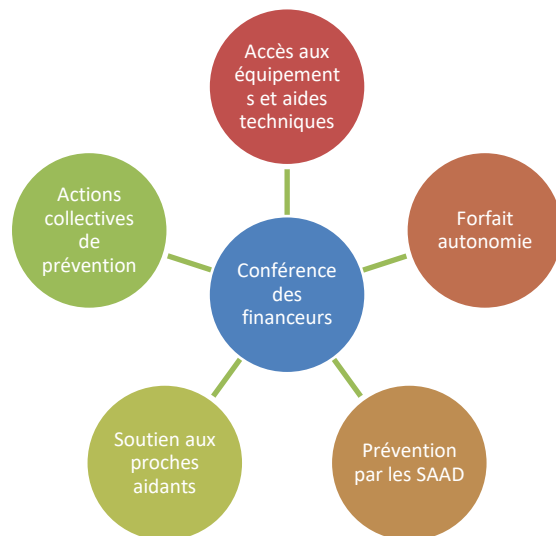 Accès aux
équipement
s et aides
techniques
Actions
collectives
de
prévention
Forfait
autonomie
Conférence
des
financeurs
Soutien aux
proches
aidants
Prévention
par les SAAD